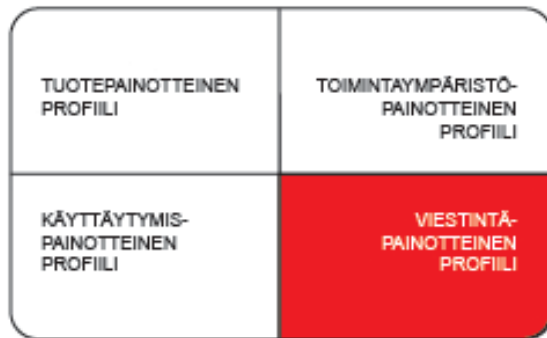 TUOTEPAINOTTEINEN
PROFIILI
TOIMINTAYMPÄRISTÖ-
PAINOTTEINEN
PROFIILI
KÄYTTÄYTYMIS-
PAINOTTEINEN
PROFIILI
VIESTINTÄ-
PAINOTTEINEN
PROFIILI